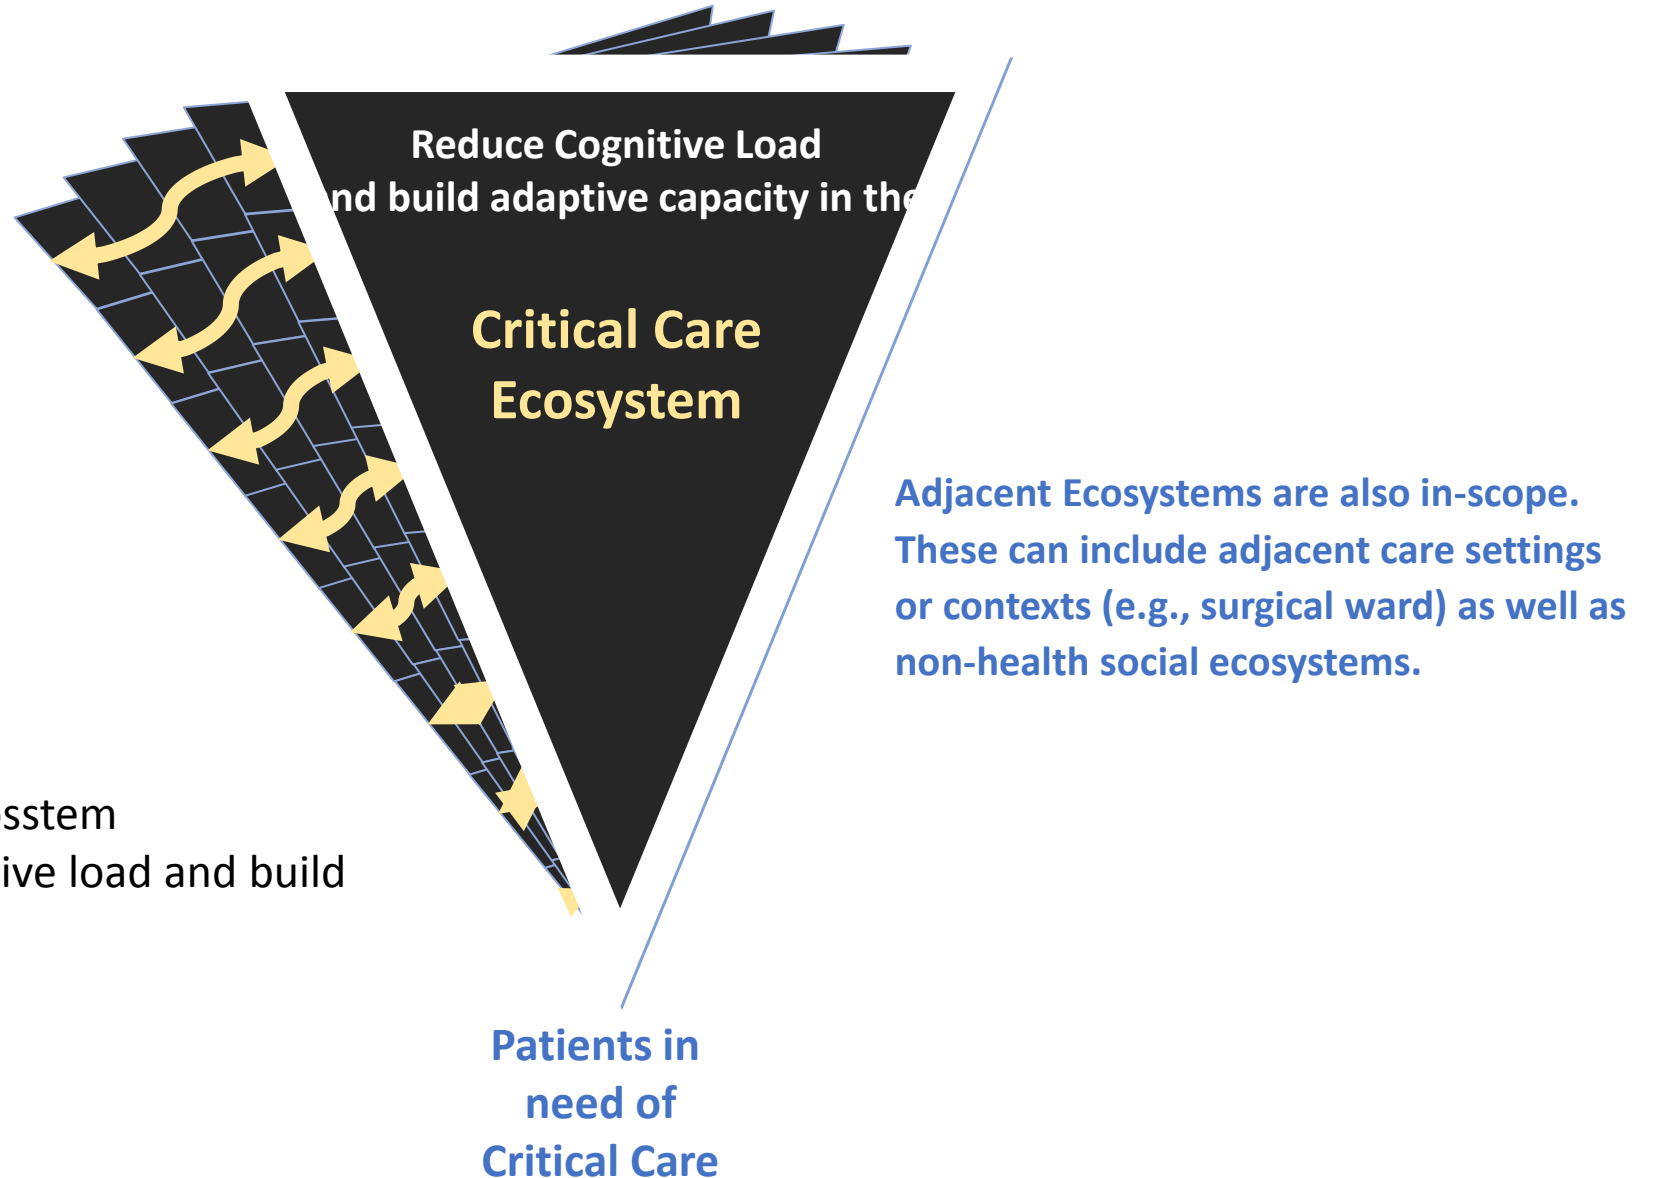 Reduce Cognitive Load
nd build adaptive capacity in the
Critical Care
Ecosystem
Adjacent Ecosystems are also in-scope.
These can include adjacent care settings
or contexts (e.g., surgical ward) as well as
non-health social ecosystems.
osstem
ive load and build
Patients in
need of
Critical Care